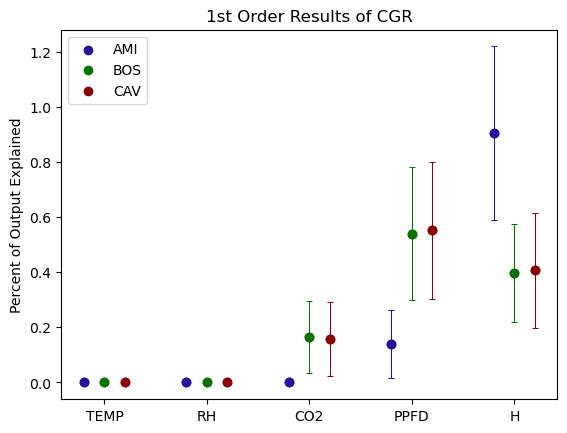 1st Order Results of CGR
AMI
BOS
CAV
Percent of Output Explained
1.2
1.0
0.8
0.6
0.4
0.2
0.0
TEMP RH CO2 PPFD H